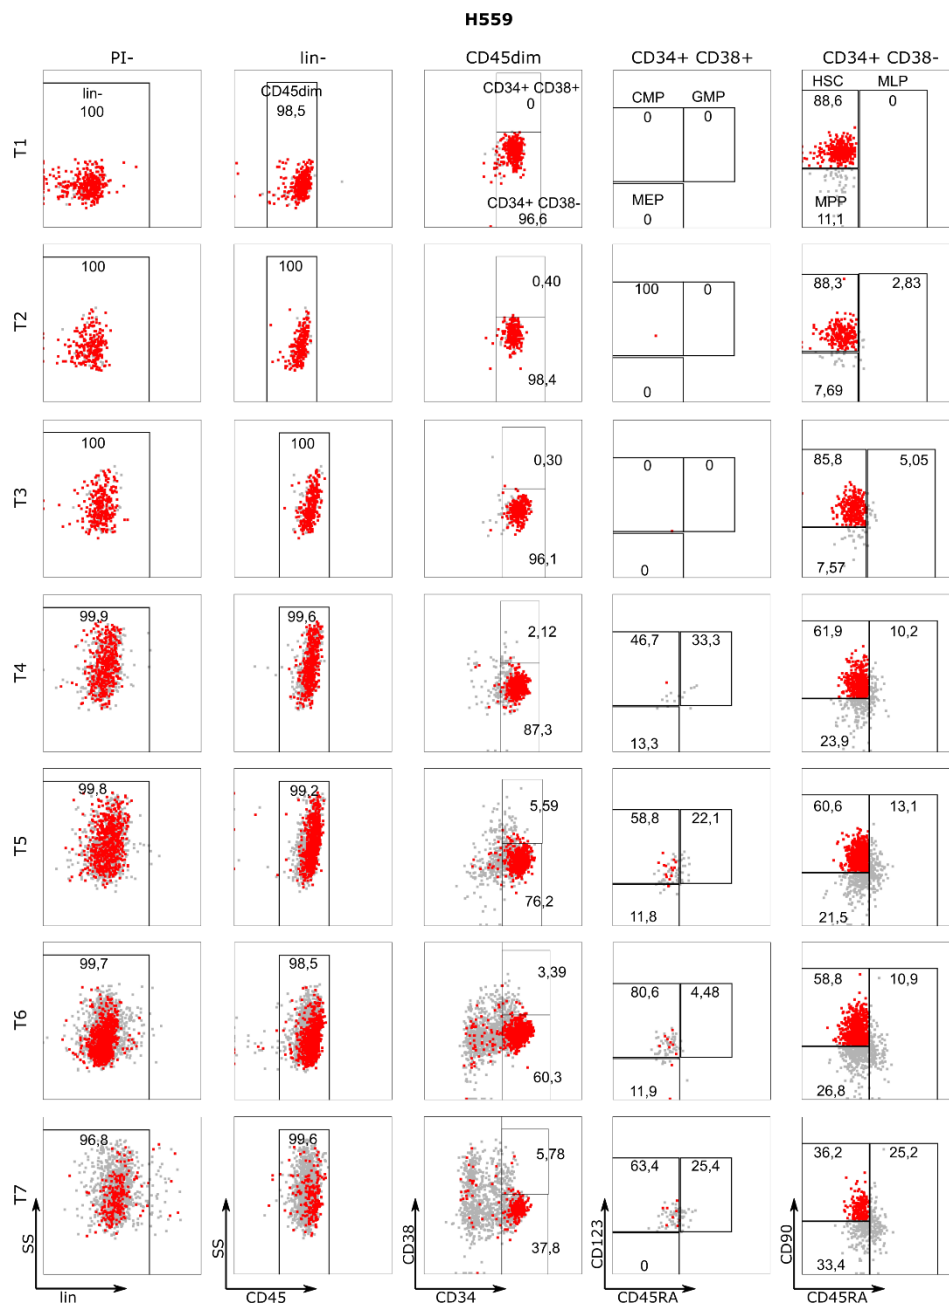 H559
PI-
lin-
CD45dim
CD34+ CD38+
CD34+ CD38-
T1
lin-
100
CD45dim
98,5
CD34+ CD38+
0
CD34+ CD38-
96,6
CMP
GMP
0
0
MEP
0
HSC
MLP
88,6
0
MPP
11,1
T2
100
100
0,40
98,4
100
0
0
88,3
2,83
7,69
T3
100
100
0,30
96,1
0
0
0
85,8
5,05
7,57
T4
99,9
99,6
2,12
87,3
46,7
33,3
13,3
61,9
10,2
23,9
T5
99,8
99,2
5,59
76,2
58,8
22,1
11,8
60,6
13,1
21,5
T6
99,7
98,5
3,39
60,3
80,6
4,48
11,9
58,8
10,9
26,8
T7
96,8
99,6
5,78
37,8
63,4
25,4
0
36,2
25,2
33,4
SS
lin
SS
CD45
CD38
CD34
CD123
CD45RA
CD90
CD45RA